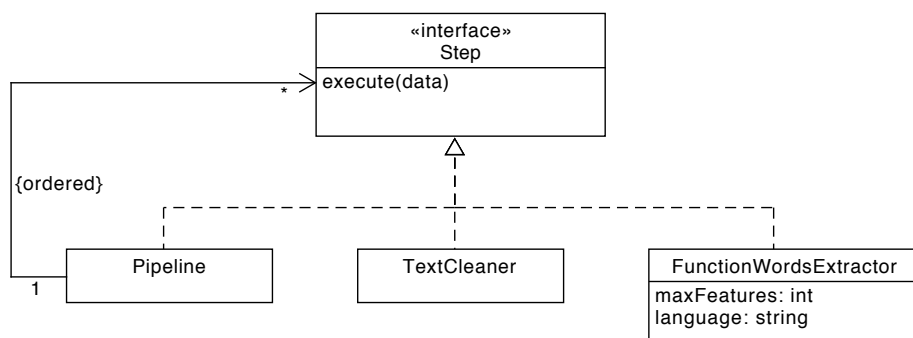 «interface»
Step
execute(data)
*
{ordered}
1
Pipeline
TextCleaner
FunctionWordsExtractor
maxFeatures: int
language: string